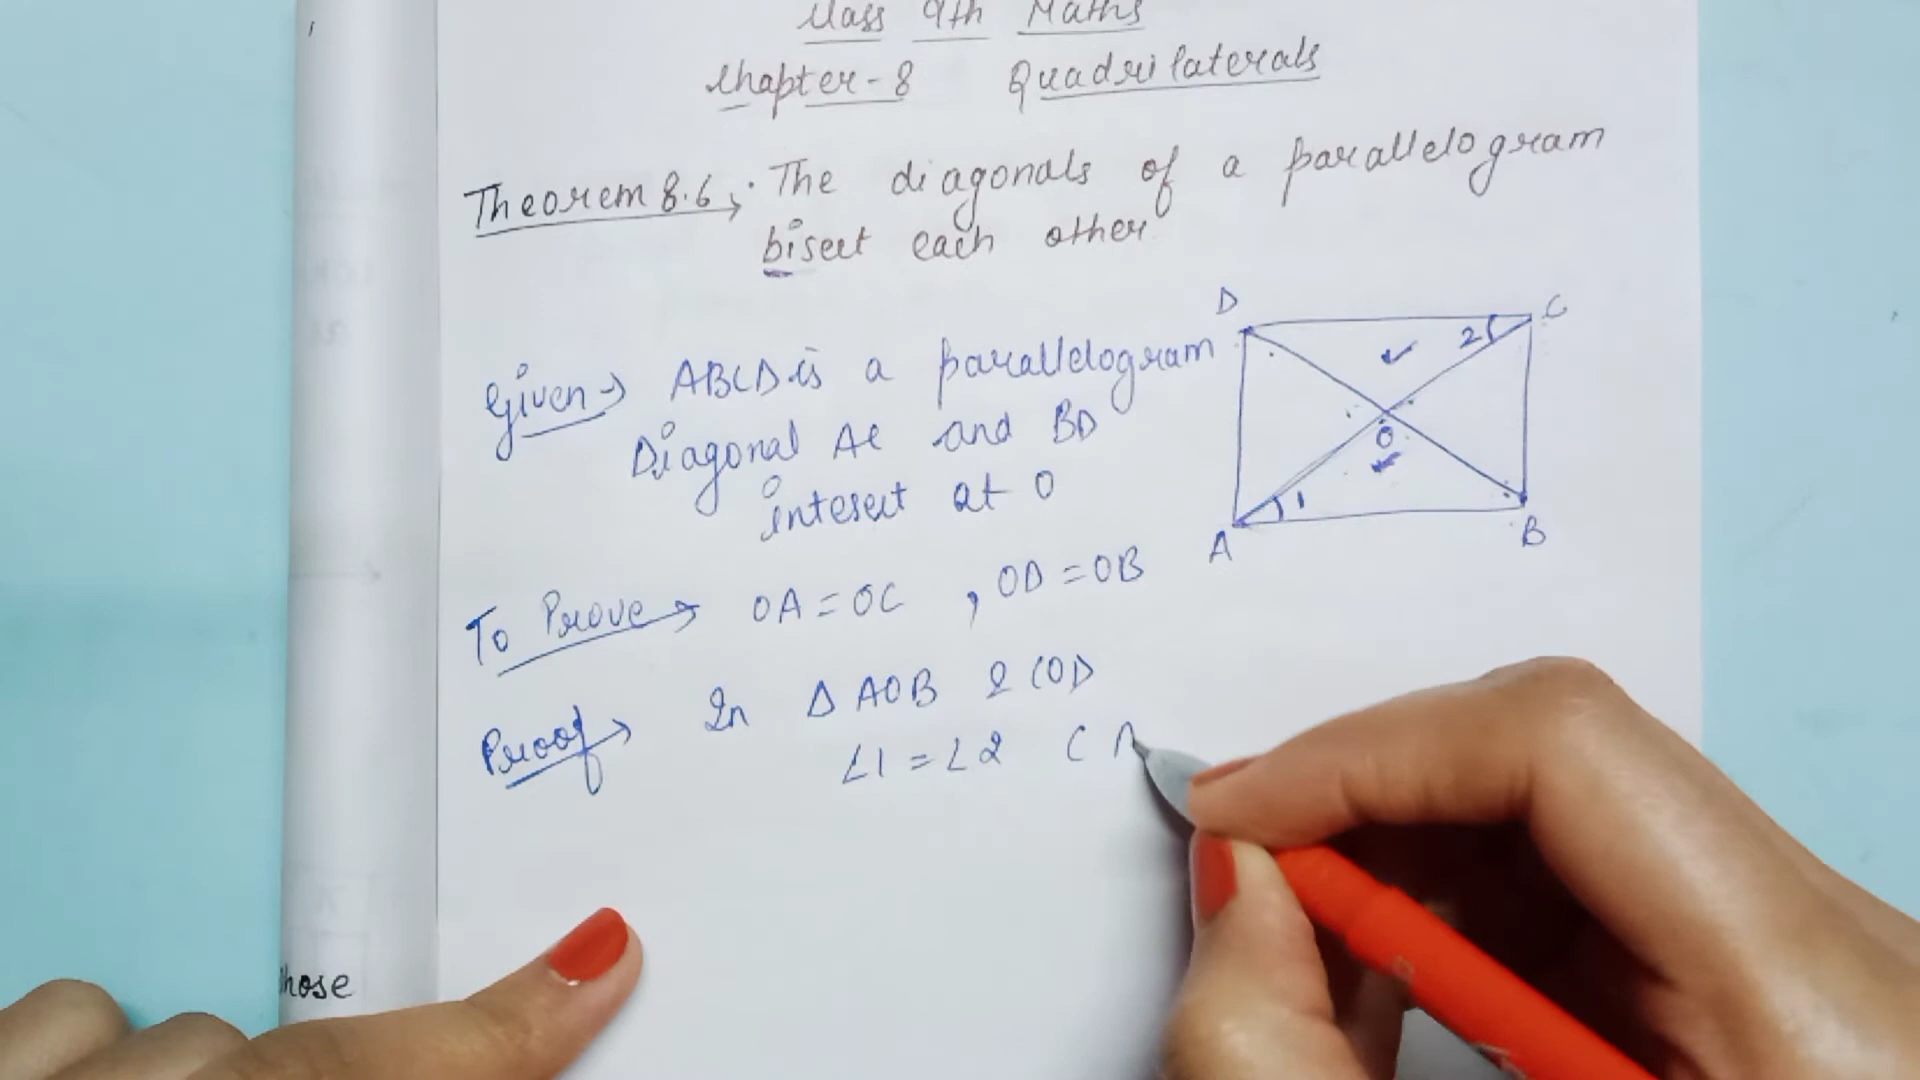 Class 9th Maths
Chapter-8 Quadrilaterals
Theorem 8.6 : The diagonals of a parallelogram
bisect each other
Given → ABCD is a parallelogram
Diagonal AC and BD
intesect at O
To Prove → OA = OC , OD = OB
Proof → In Δ AOB & COD
∠1 = ∠2 ( A
D
C
2
O
1
A
B
hose